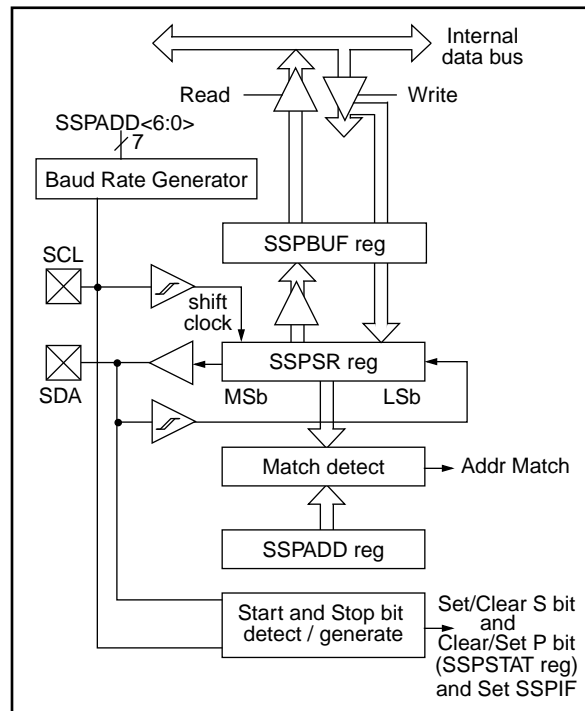 Internal
data bus
Read
Write
SSPADD<6:0>
7
Baud Rate Generator
SSPBUF reg
SCL
shift
clock
SSPSR reg
SDA
MSb
LSb
Match detect
Addr Match
SSPADD reg
Start and Stop bit
detect / generate
Set/Clear S bit
and
Clear/Set P bit
(SSPSTAT reg)
and Set SSPIF